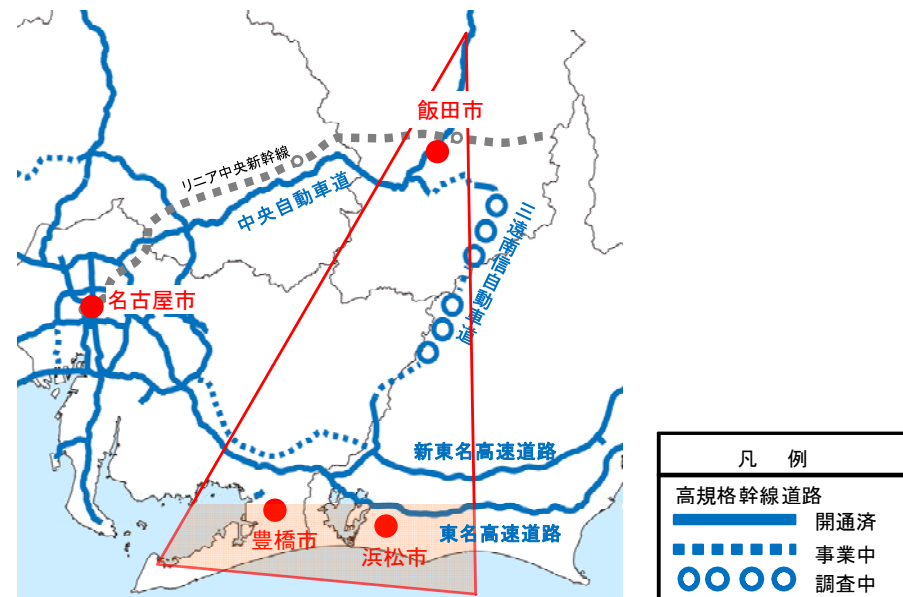 飯田市
リニア中央新幹線
中央自動車道
三遠南信自動車道
名古屋市
新東名高速道路
東名高速道路
豊橋市
浜松市
凡 例
高規格幹線道路
開通済
事業中
調査中